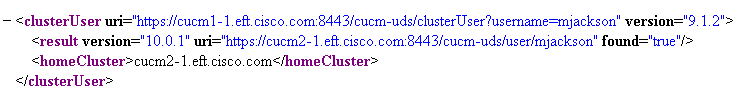 − <clusterUser uri="https://cucm1-1.eft.cisco.com:8443/cucm-uds/clusterUser?username=mjackson" version="9.1.2">
<result version="10.0.1" uri="https://cucm2-1.eft.cisco.com:8443/cucm-uds/user/mjackson" found="true"/>
<homeCluster>cucm2-1.eft.cisco.com</homeCluster>
</clusterUser>